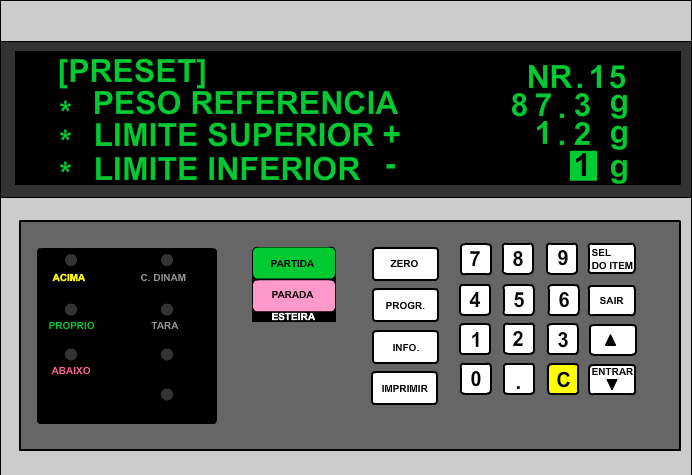 [PRESET] NR.15
* PESO REFERENCIA 87.3 g
* LIMITE SUPERIOR + 1.2 g
* LIMITE INFERIOR - 1 g
ACIMA C. DINAM
PROPRIO TARA
ABAIXO
PARTIDA
PARADA
ESTEIRA
ZERO
PROGR.
INFO.
IMPRIMIR
7 8 9 SEL DO ITEM
4 5 6 SAIR
1 2 3 ▲
0 . C ENTRAR ▼